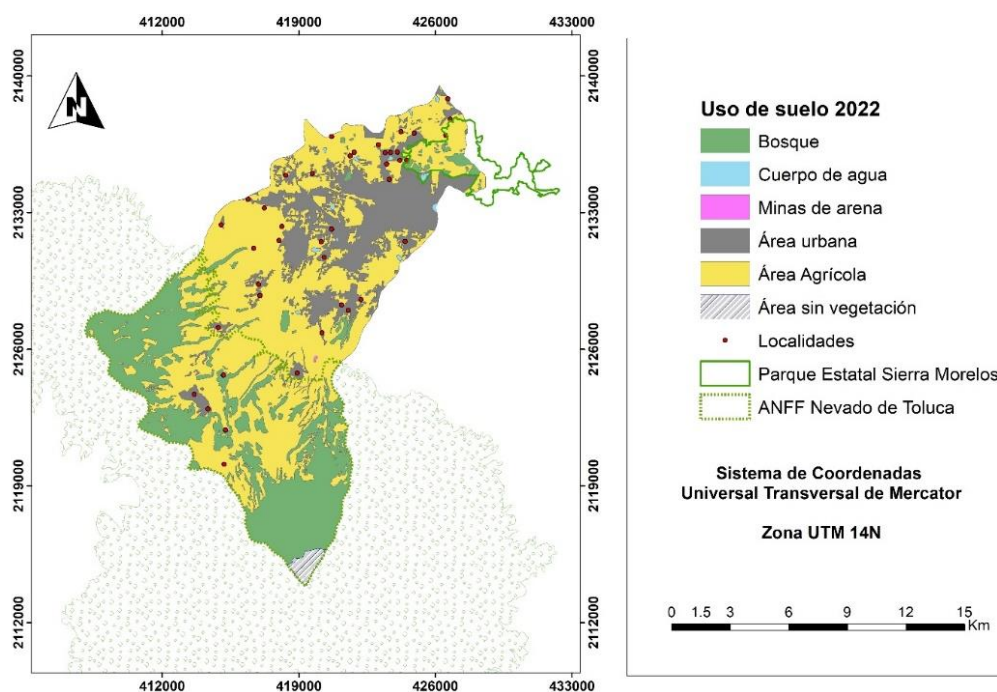 412000 419000 426000 433000
2140000
2133000
2126000
2119000
2112000
2140000
2133000
2126000
2119000
2112000
412000 419000 426000 433000
N
Uso de suelo 2022
Bosque
Cuerpo de agua
Minas de arena
Área urbana
Área Agrícola
Área sin vegetación
Localidades
Parque Estatal Sierra Morelos
ANFF Nevado de Toluca
Sistema de Coordenadas
Universal Transversal de Mercator
Zona UTM 14N
0 1.5 3 6 9 12 15
Km